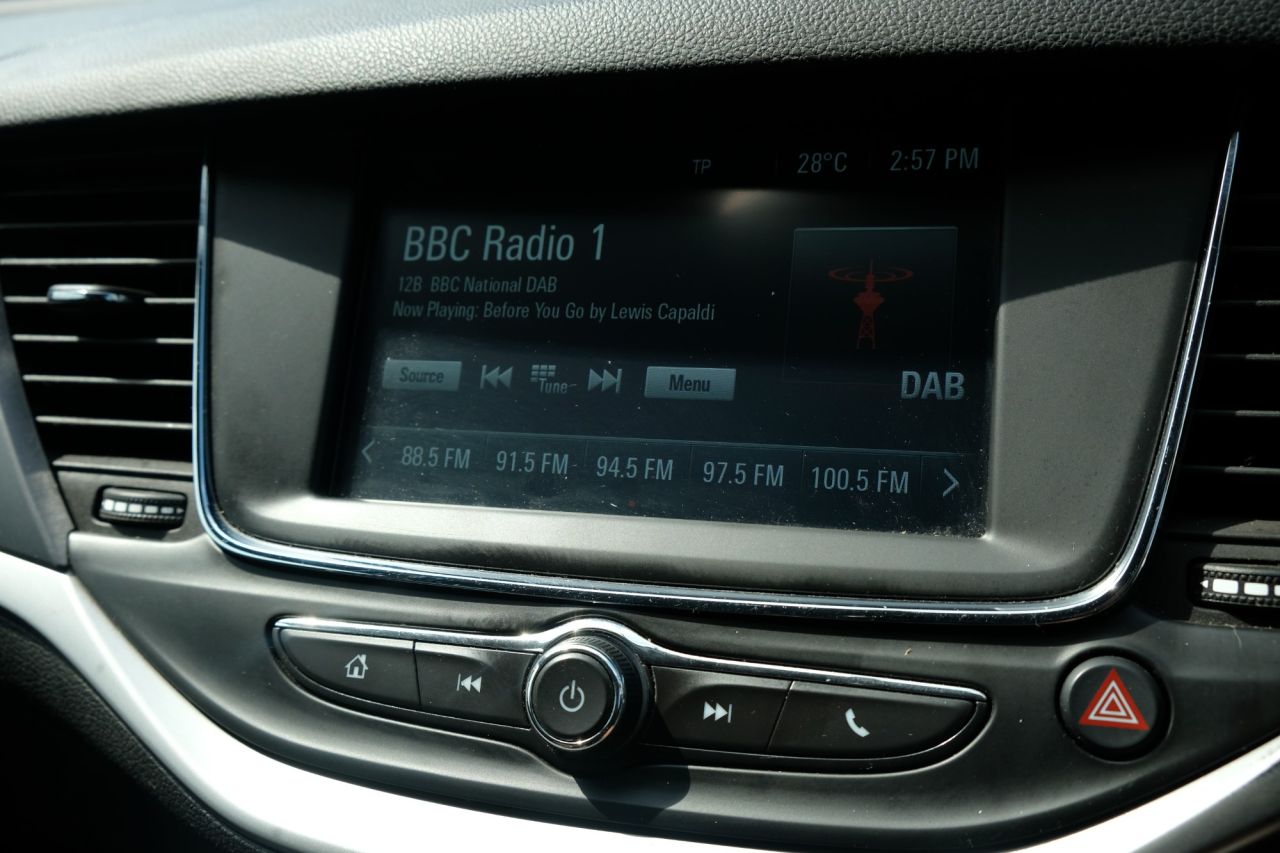 TP 28°C 2:57 PM
BBC Radio 1
12B BBC National DAB
Now Playing: Before You Go by Lewis Capaldi
Source Tune Menu
DAB
88.5 FM 91.5 FM 94.5 FM 97.5 FM 100.5 FM